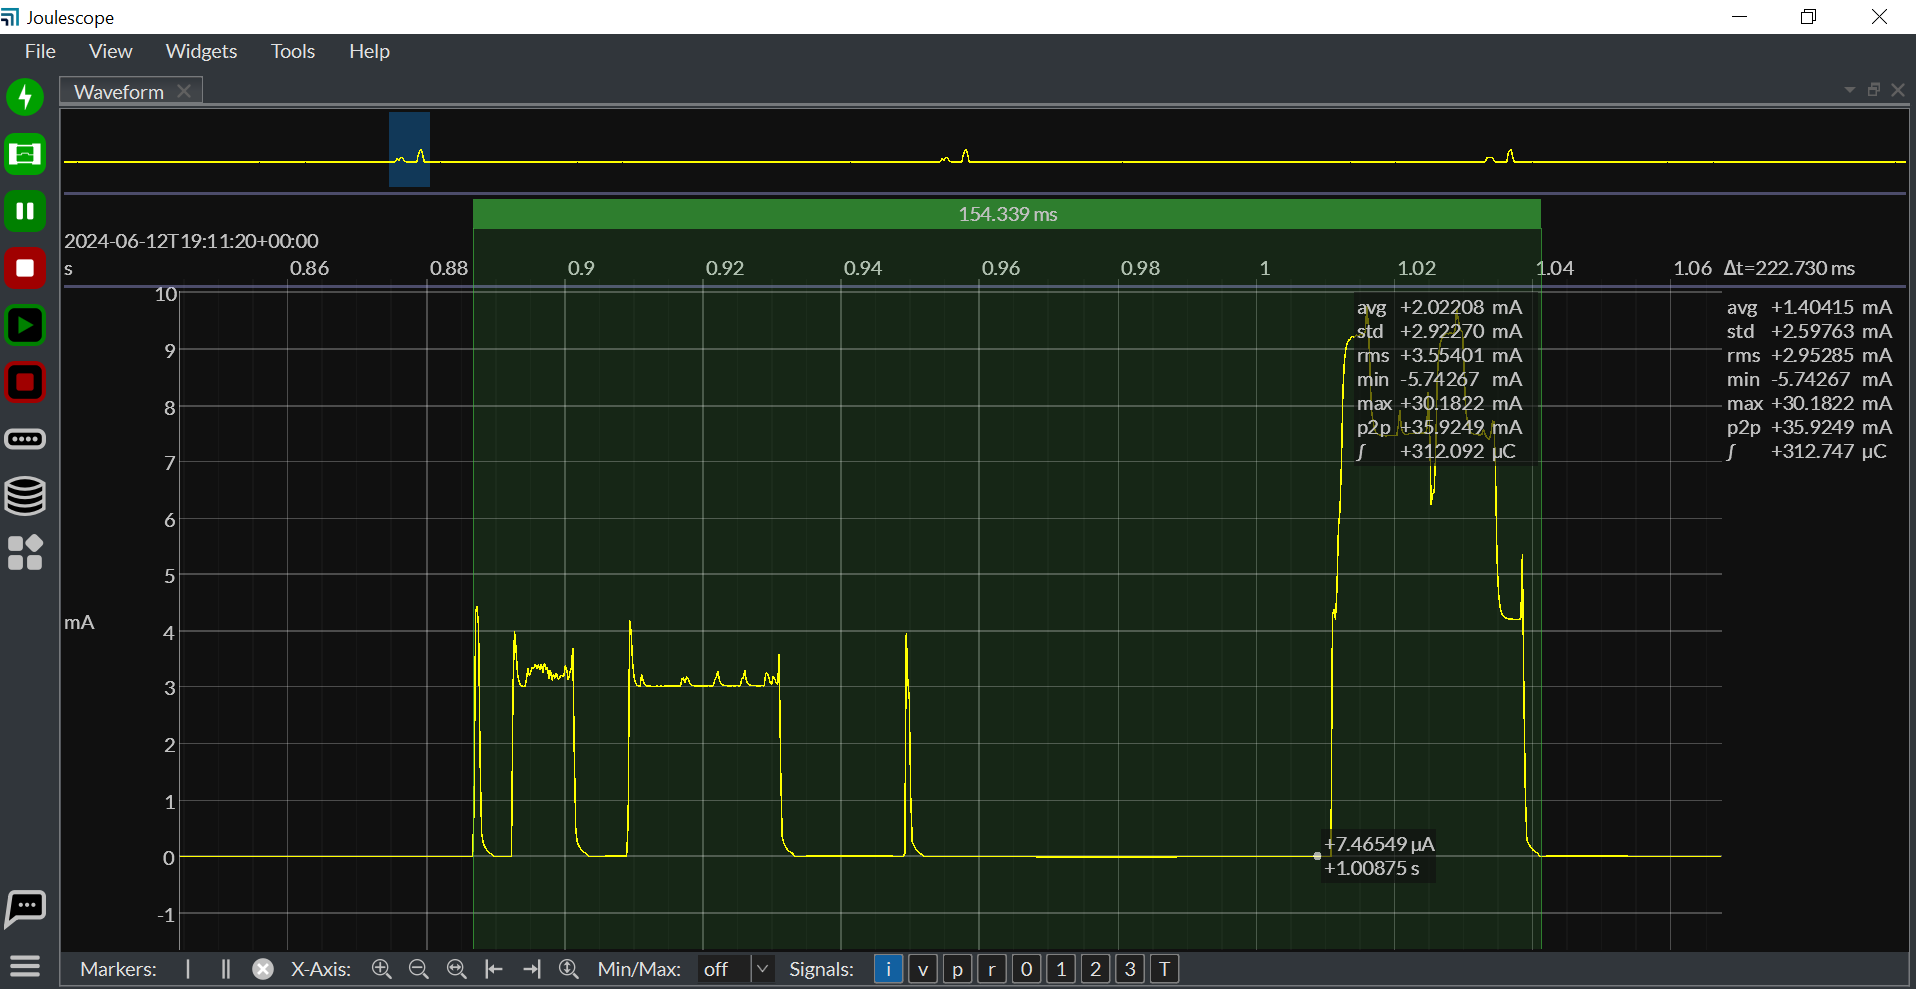 Joulescope
File View Widgets Tools Help
Waveform
154.339 ms
2024-06-12T19:11:20+00:00
s 0.86 0.88 0.9 0.92 0.94 0.96 0.98 1 1.02 1.04 1.06 Δt=222.730 ms
10
9
8
7
6
5
4
3
2
1
0
-1
mA
avg +2.02208 mA
std +2.92270 mA
rms +3.55401 mA
min -5.74267 mA
max +30.1822 mA
p2p +35.9249 mA
∫ +312.092 µC
avg +1.40415 mA
std +2.59763 mA
rms +2.95285 mA
min -5.74267 mA
max +30.1822 mA
p2p +35.9249 mA
∫ +312.747 µC
+7.46549 µA
+1.00875 s
Markers: X-Axis: Min/Max: off Signals: i v p r 0 1 2 3 T